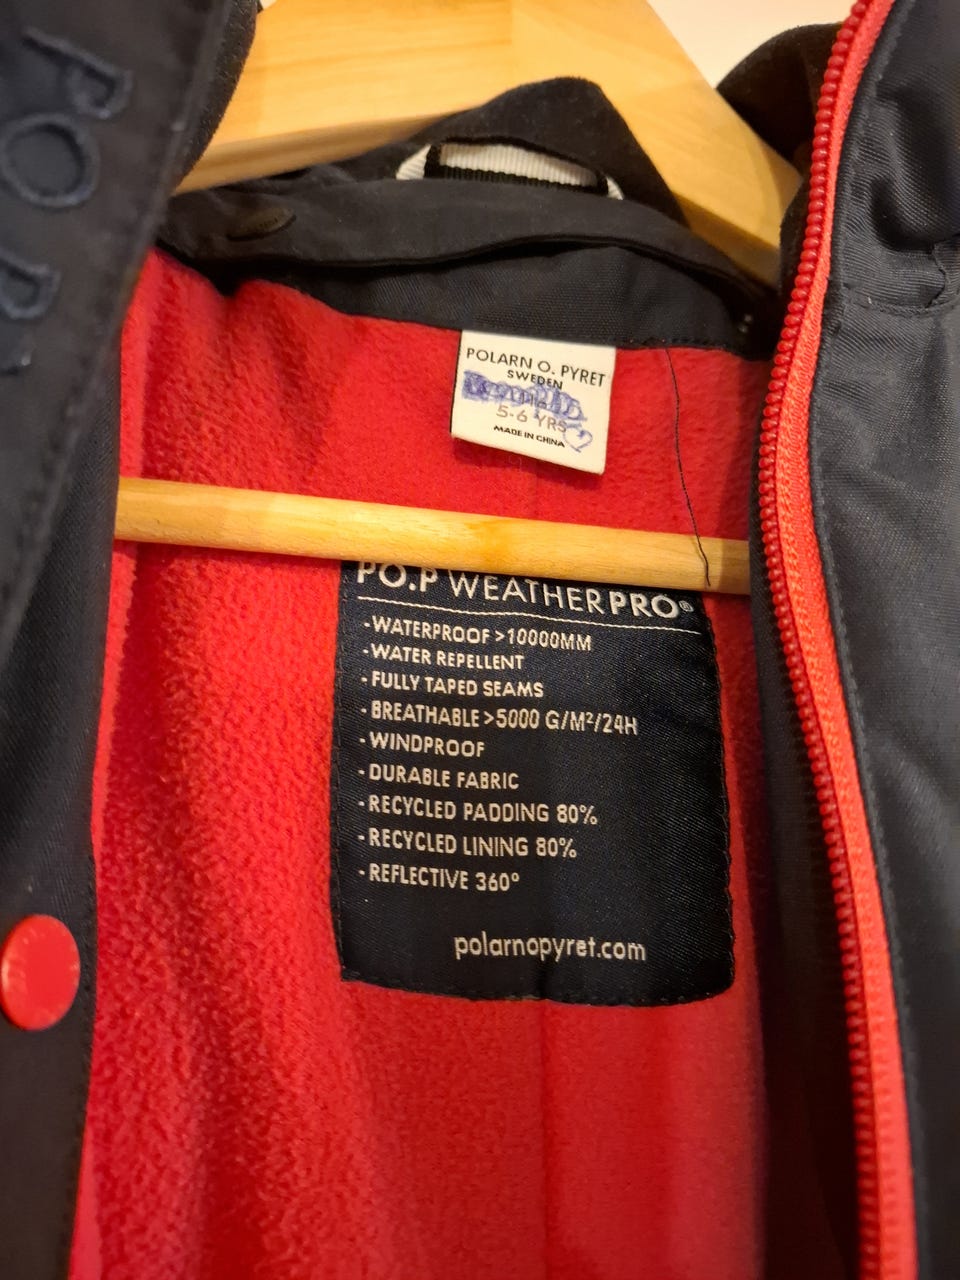 PO.P
POLARN O. PYRET
SWEDEN
5-6 YRS
MADE IN CHINA
PO.P WEATHERPRO®
-WATERPROOF >10000MM
-WATER REPELLENT
-FULLY TAPED SEAMS
-BREATHABLE >5000 G/M²/24H
-WINDPROOF
-DURABLE FABRIC
-RECYCLED PADDING 80%
-RECYCLED LINING 80%
-REFLECTIVE 360°
polarnopyret.com